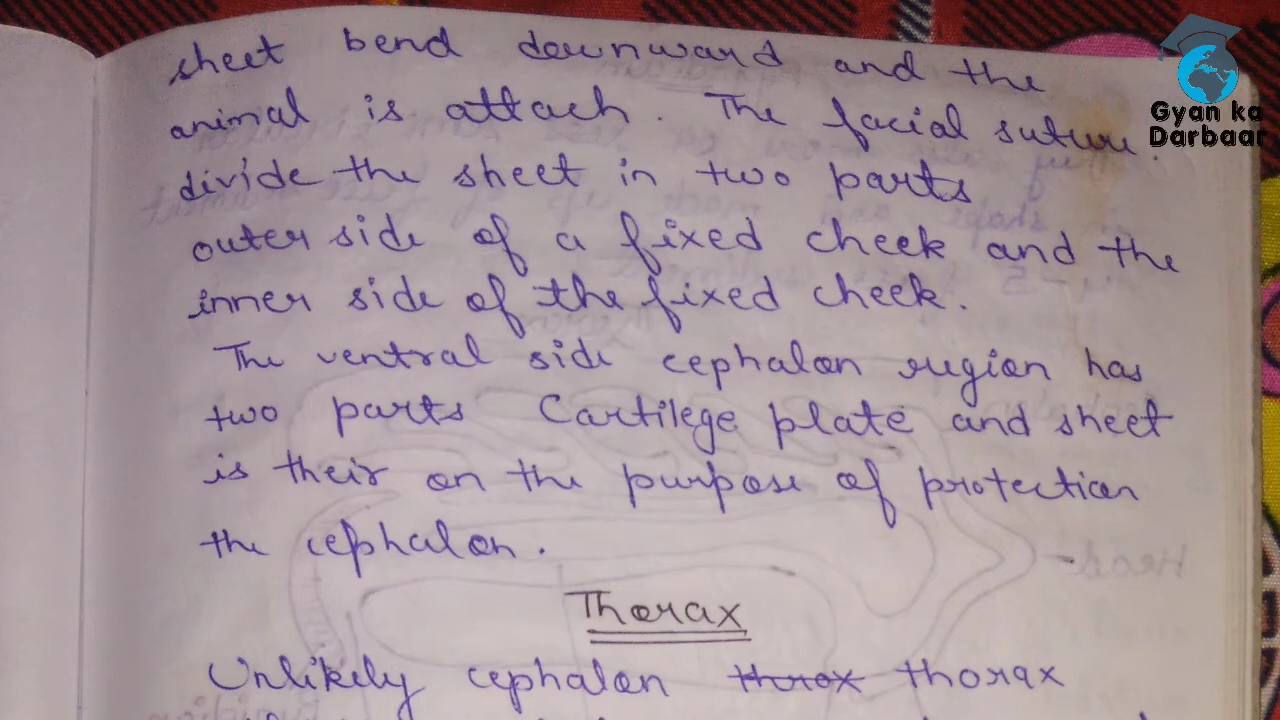 sheet bend downward and the
animal is attach. The facial suture.
divide the sheet in two parts
outer side of a fixed cheek and the
inner side of the fixed cheek.
The ventral side cephalon region has
two parts Cartilege plate and sheet
is their on the purpose of protection
the cephalon.
Thorax
Unlikely cephalon thorax thorax
Gyan ka
Darbaar
Head-